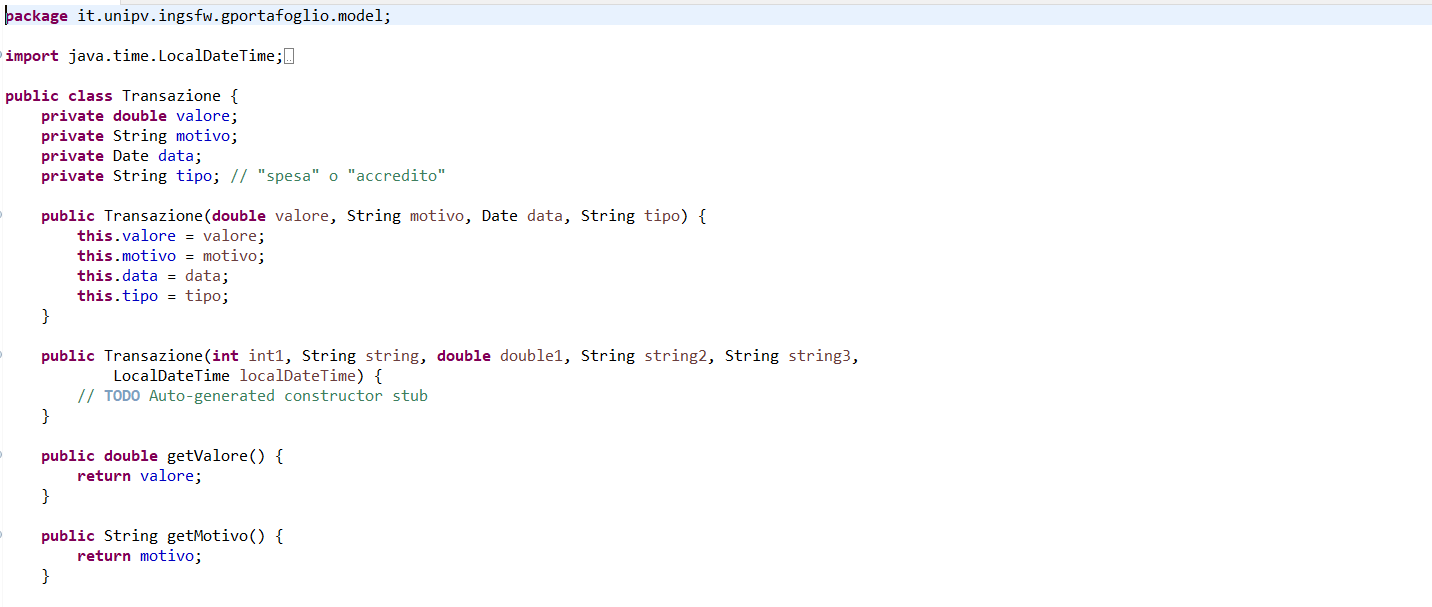 package it.unipv.ingsfw.gportafoglio.model;
import java.time.LocalDateTime;
public class Transazione {
private double valore;
private String motivo;
private Date data;
private String tipo; // "spesa" o "accredito"
public Transazione(double valore, String motivo, Date data, String tipo) {
this.valore = valore;
this.motivo = motivo;
this.data = data;
this.tipo = tipo;
}
public Transazione(int int1, String string, double double1, String string2, String string3,
LocalDateTime localDateTime) {
// TODO Auto-generated constructor stub
}
public double getValore() {
return valore;
}
public String getMotivo() {
return motivo;
}